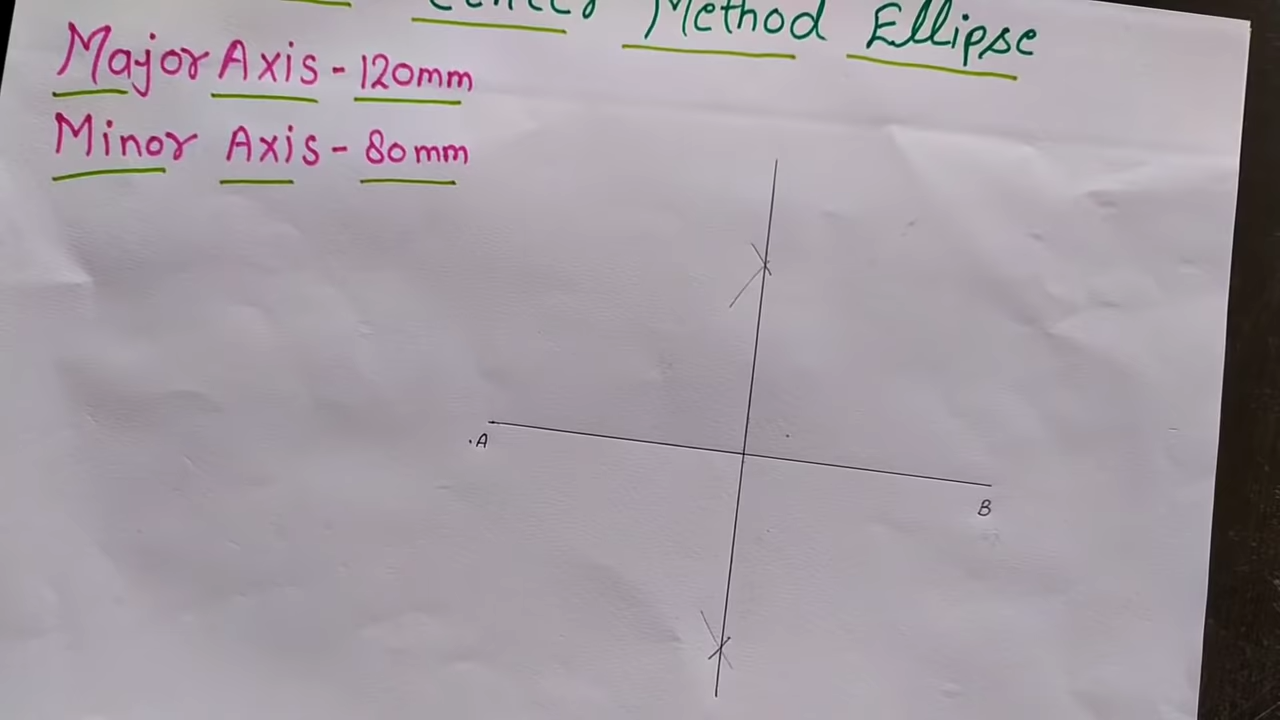 Method Ellipse
Major Axis - 120mm
Minor Axis - 80mm
A
B